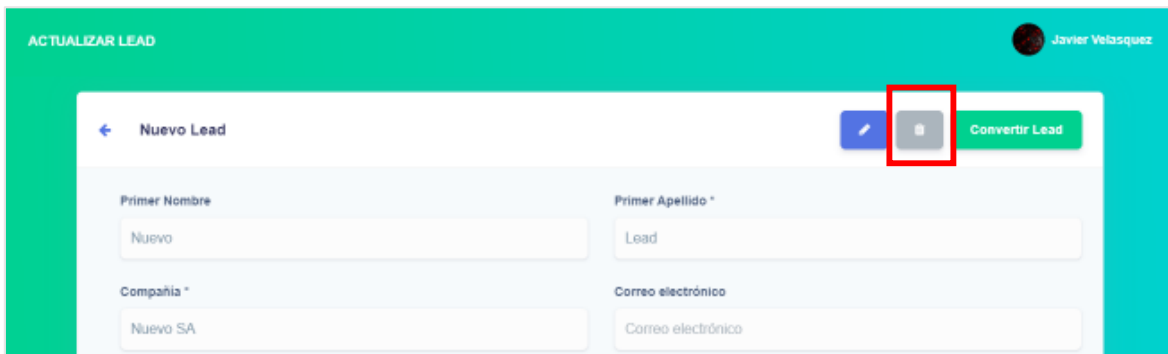 ACTUALIZAR LEAD
Javier Velasquez
Nuevo Lead
Convertir Lead
Primer Nombre
Primer Apellido *
Nuevo
Lead
Compañia *
Correo electrónico
Nuevo SA
Correo electrónico